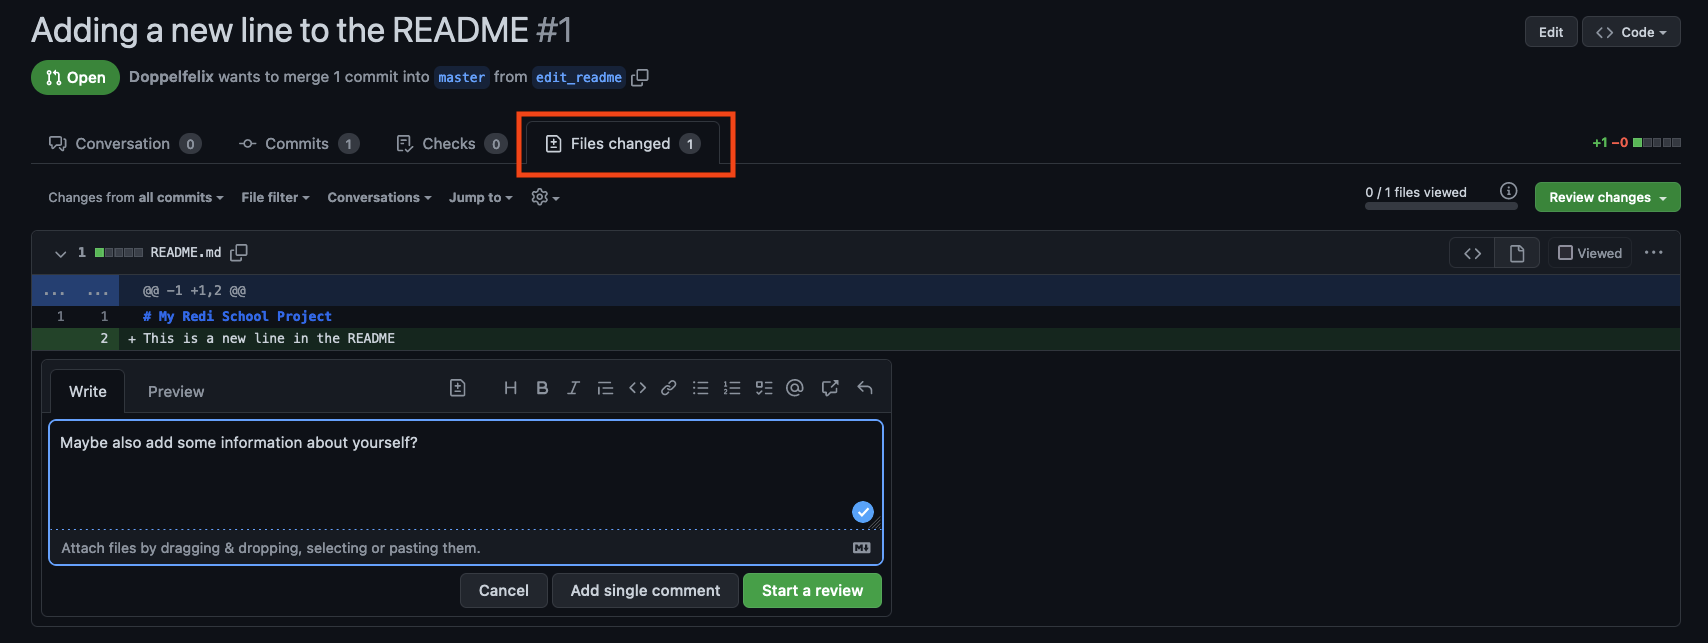 Adding a new line to the README #1
Edit
Code
Open
Doppelfelix wants to merge 1 commit into master from edit_readme
Conversation 0
Commits 1
Checks 0
Files changed 1
+1 −0
Changes from all commits
File filter
Conversations
Jump to
0 / 1 files viewed
Review changes
1 README.md
Viewed
... ... @@ -1 +1,2 @@
1 1 # My Redi School Project
2 + This is a new line in the README
Write
Preview
Maybe also add some information about yourself?
Attach files by dragging & dropping, selecting or pasting them.
Cancel
Add single comment
Start a review